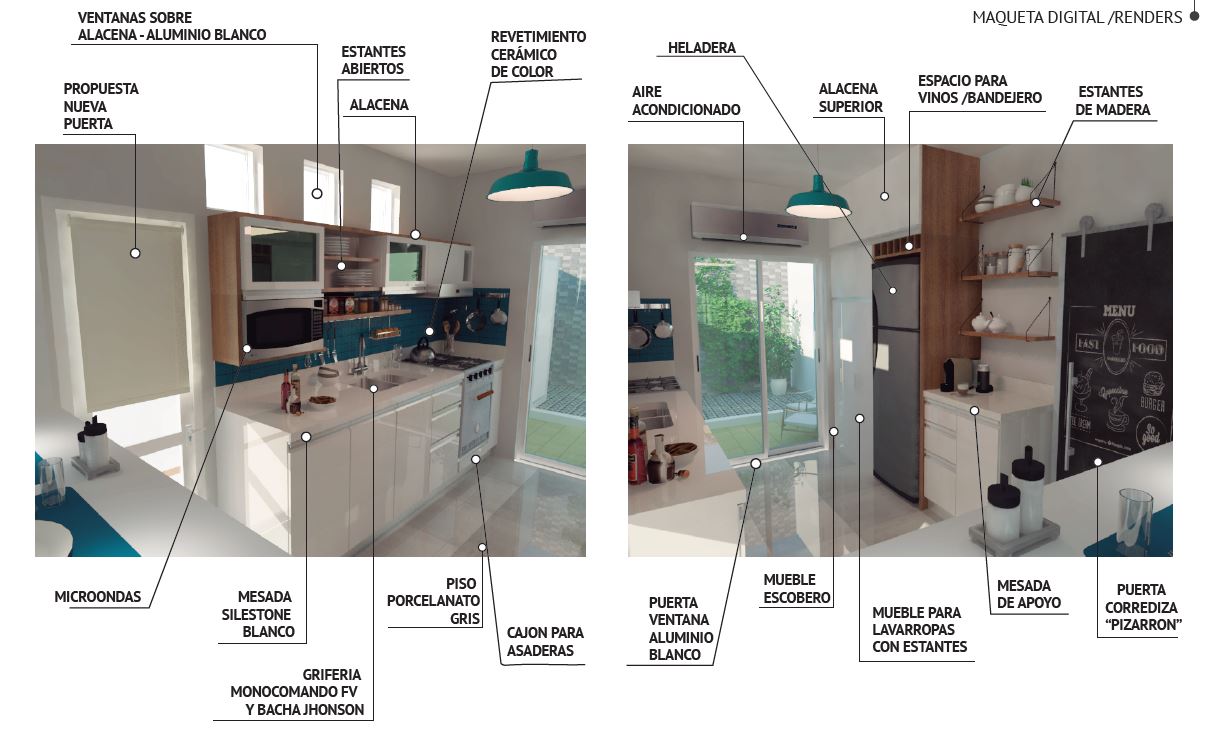 MAQUETA DIGITAL /RENDERS
VENTANAS SOBRE
ALACENA - ALUMINIO BLANCO
ESTANTES
ABIERTOS
REVETIMIENTO
CERÁMICO
DE COLOR
PROPUESTA
NUEVA
PUERTA
ALACENA
HELADERA
AIRE
ACONDICIONADO
ALACENA
SUPERIOR
ESPACIO PARA
VINOS /BANDEJERO
ESTANTES
DE MADERA
MENU
FAST FOOD
BURGER
So
good
MICROONDAS
MESADA
SILESTONE
BLANCO
PISO
PORCELANATO
GRIS
CAJON PARA
ASADERAS
GRIFERIA
MONOCOMANDO FV
Y BACHA JHONSON
PUERTA
VENTANA
ALUMINIO
BLANCO
MUEBLE
ESCOBERO
MUEBLE PARA
LAVARROPAS
CON ESTANTES
MESADA
DE APOYO
PUERTA
CORREDIZA
“PIZARRON”